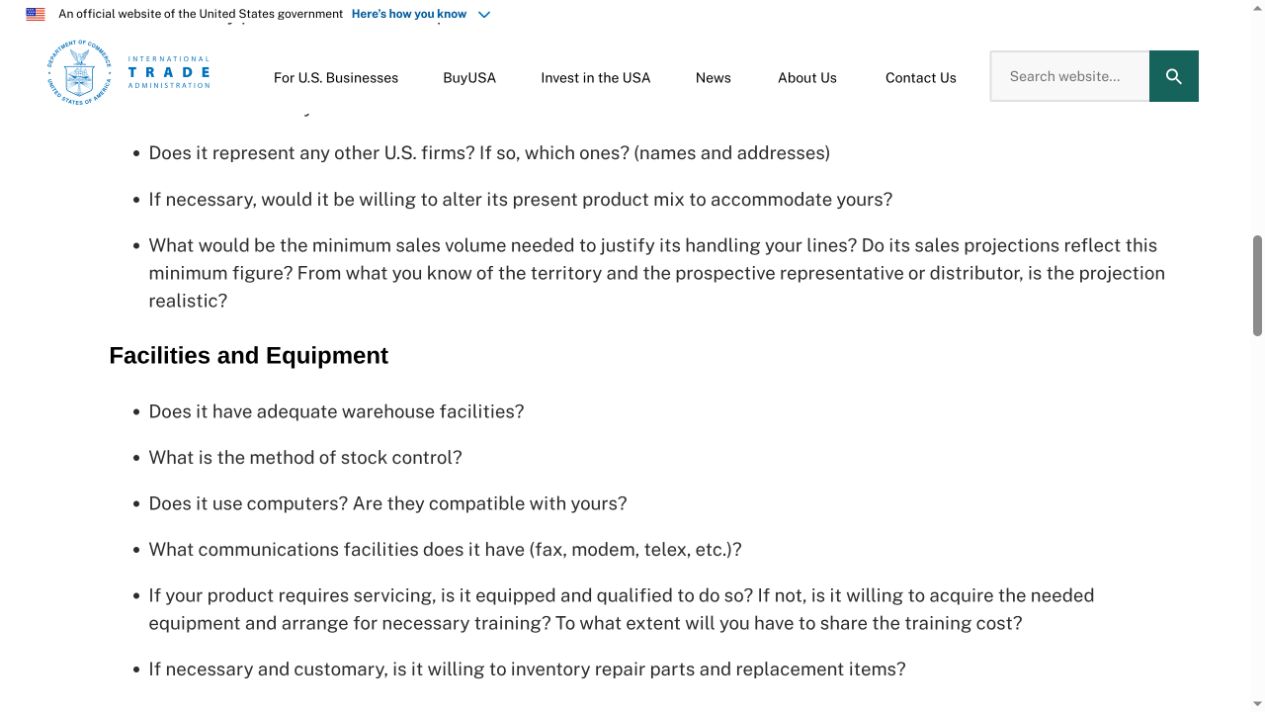 An official website of the United States government Here's how you know
DEPARTMENT OF COMMERCE
UNITED STATES OF AMERICA
INTERNATIONAL
TRADE
ADMINISTRATION
For U.S. Businesses
BuyUSA
Invest in the USA
News
About Us
Contact Us
Search website...
• Does it represent any other U.S. firms? If so, which ones? (names and addresses)
• If necessary, would it be willing to alter its present product mix to accommodate yours?
• What would be the minimum sales volume needed to justify its handling your lines? Do its sales projections reflect this
minimum figure? From what you know of the territory and the prospective representative or distributor, is the projection
realistic?
Facilities and Equipment
• Does it have adequate warehouse facilities?
• What is the method of stock control?
• Does it use computers? Are they compatible with yours?
• What communications facilities does it have (fax, modem, telex, etc.)?
• If your product requires servicing, is it equipped and qualified to do so? If not, is it willing to acquire the needed
equipment and arrange for necessary training? To what extent will you have to share the training cost?
• If necessary and customary, is it willing to inventory repair parts and replacement items?